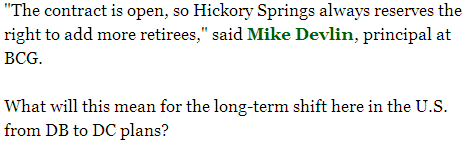 "The contract is open, so Hickory Springs always reserves the
right to add more retirees," said Mike Devlin, principal at
BCG.
What will this mean for the long-term shift here in the U.S.
from DB to DC plans?